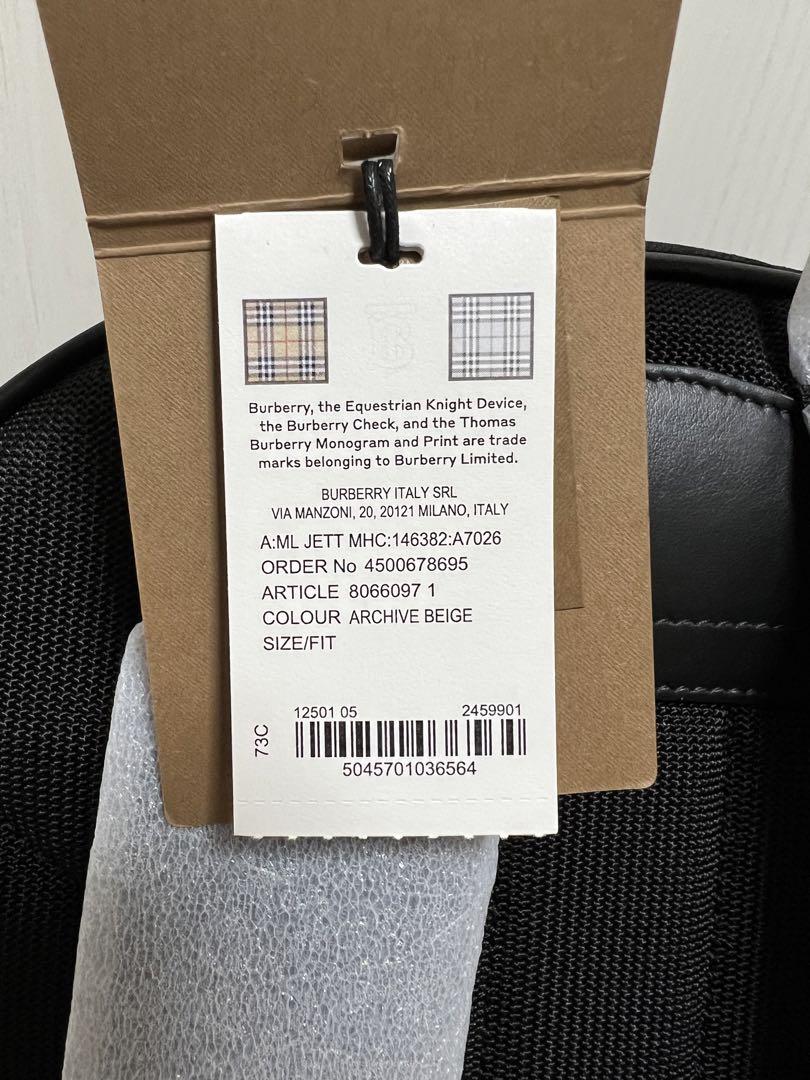 Burberry, the Equestrian Knight Device,
the Burberry Check, and the Thomas
Burberry Monogram and Print are trade
marks belonging to Burberry Limited.
BURBERRY ITALY SRL
VIA MANZONI, 20, 20121 MILANO, ITALY
A:ML JETT MHC:146382:A7026
ORDER No 4500678695
ARTICLE 8066097 1
COLOUR ARCHIVE BEIGE
SIZE/FIT
12501 05 2459901
73C
5045701036564